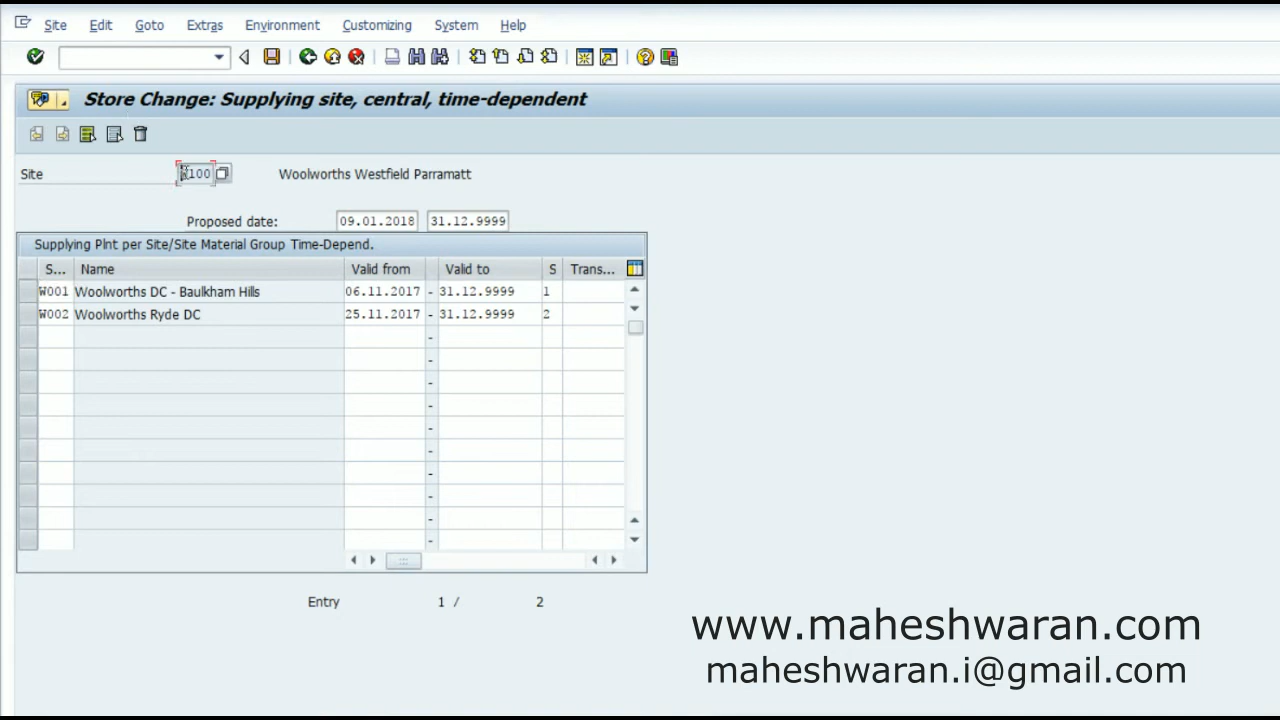 Site Edit Goto Extras Environment Customizing System Help
Store Change: Supplying site, central, time-dependent
Site Woolworths Westfield Parramatt
Proposed date: 09.01.2018 31.12.9999
Supplying Plnt per Site/Site Material Group Time-Depend.
S... Name Valid from Valid to S Trans...
W001 Woolworths DC - Baulkham Hills 06.11.2017 - 31.12.9999 1
W002 Woolworths Ryde DC 25.11.2017 - 31.12.9999 2
-
-
-
-
-
-
-
-
-
-
Entry 1 / 2
www.maheshwaran.com
maheshwaran.i@gmail.com